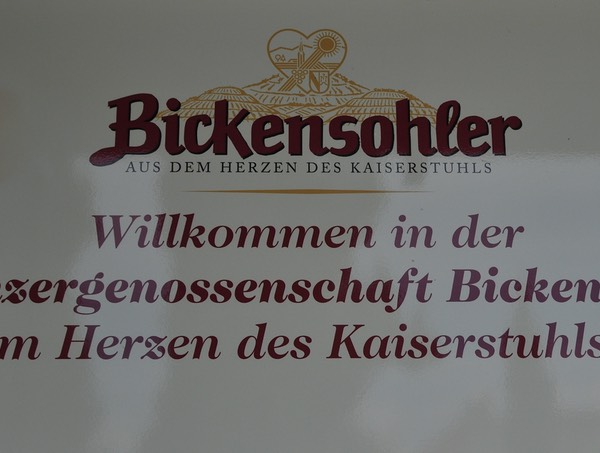 Bickensohler
AUS DEM HERZEN DES KAISERSTUHLS
Willkommen in der
zergenossenschaft Bicken
m Herzen des Kaiserstuhls